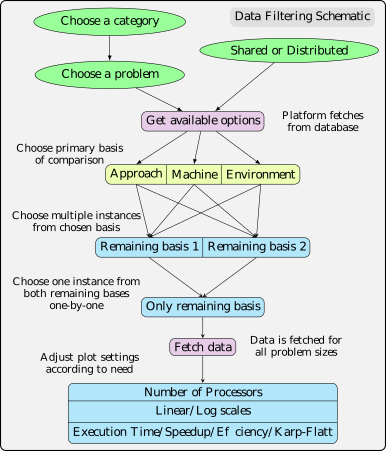 Data Filtering Schematic
Choose a category
Shared or Distributed
Choose a problem
Get available options
Platform fetches
from database
Choose primary basis
of comparison
Approach Machine Environment
Choose multiple instances
from chosen basis
Remaining basis 1 Remaining basis 2
Choose one instance from
both remaining bases
one-by-one
Only remaining basis
Fetch data
Data is fetched for
all problem sizes
Adjust plot settings
according to need
Number of Processors
Linear/Log scales
Execution Time/Speedup/Ef ciency/Karp-Flatt